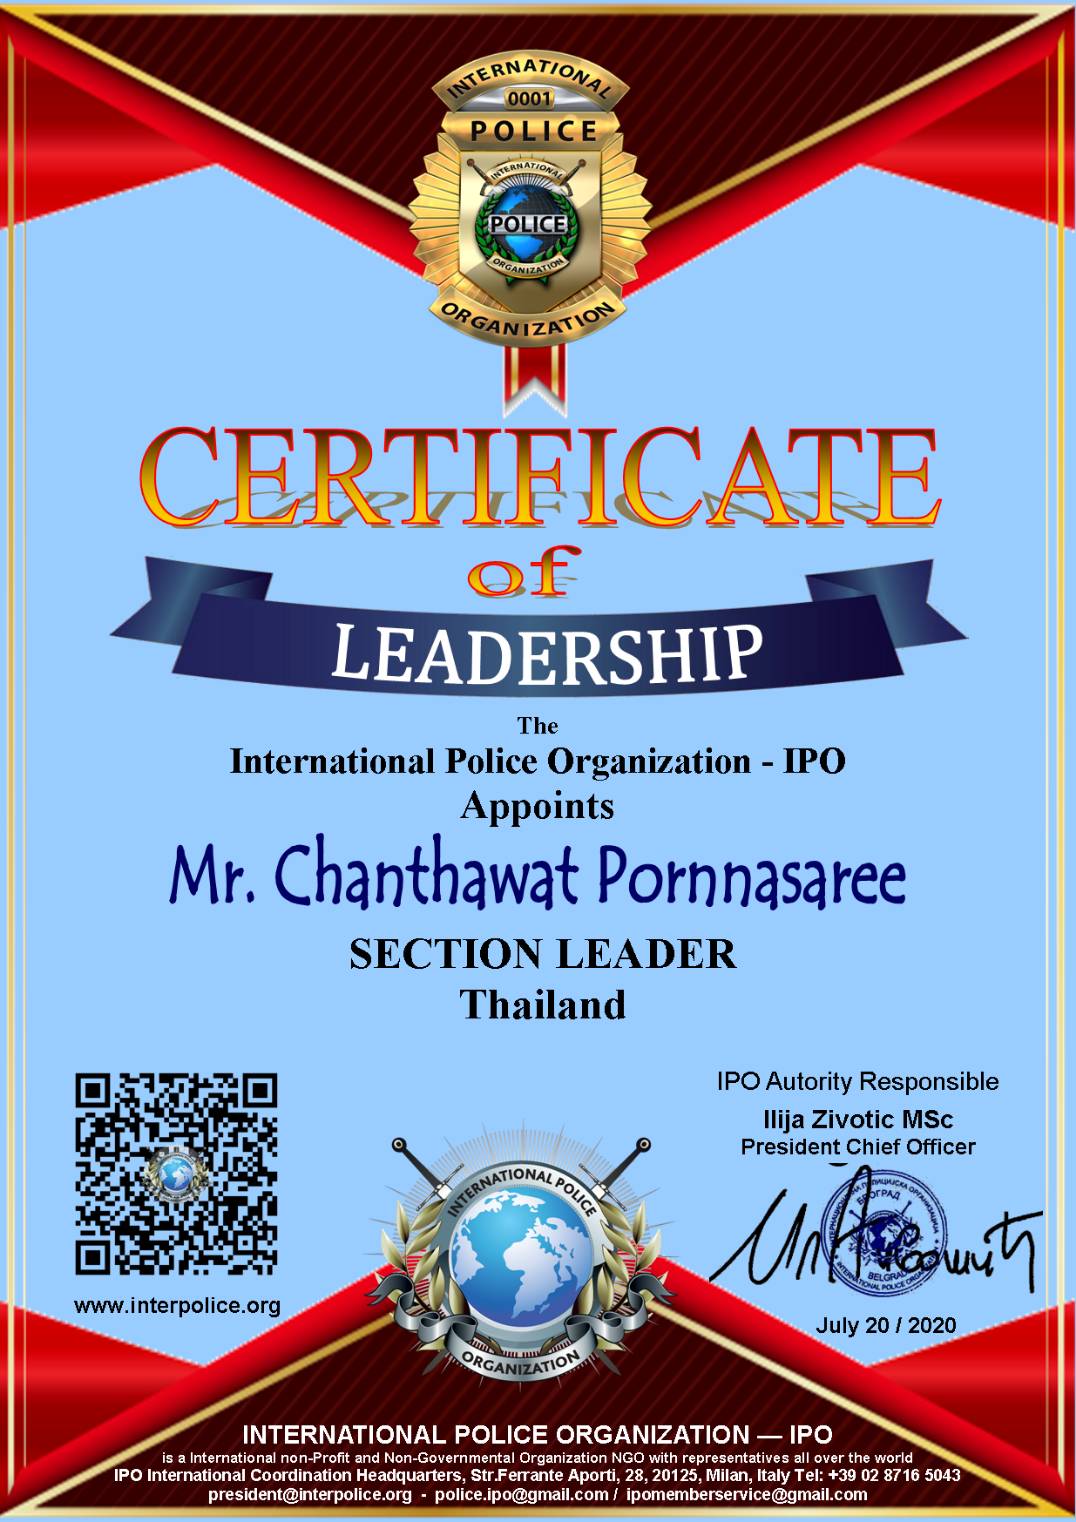 INTERNATIONAL
0001
POLICE
INTERNATIONAL
POLICE
ORGANIZATION
ORGANIZATION
CERTIFICATE
of
LEADERSHIP
The
International Police Organization - IPO
Appoints
Mr. Chanthawat Pornnasaree
SECTION LEADER
Thailand
IPO Autority Responsible
Ilija Zivotic MSc
President Chief Officer
БЕОГРАД
BELGRADE
INTERNATIONAL POLICE ORGANIZATION
July 20 / 2020
www.interpolice.org
INTERNATIONAL POLICE
ORGANIZATION
INTERNATIONAL POLICE ORGANIZATION — IPO
is a International non-Profit and Non-Governmental Organization NGO with representatives all over the world
IPO International Coordination Headquarters, Str.Ferrante Aporti, 28, 20125, Milan, Italy Tel: +39 02 8716 5043
president@interpolice.org - police.ipo@gmail.com / ipomemberservice@gmail.com